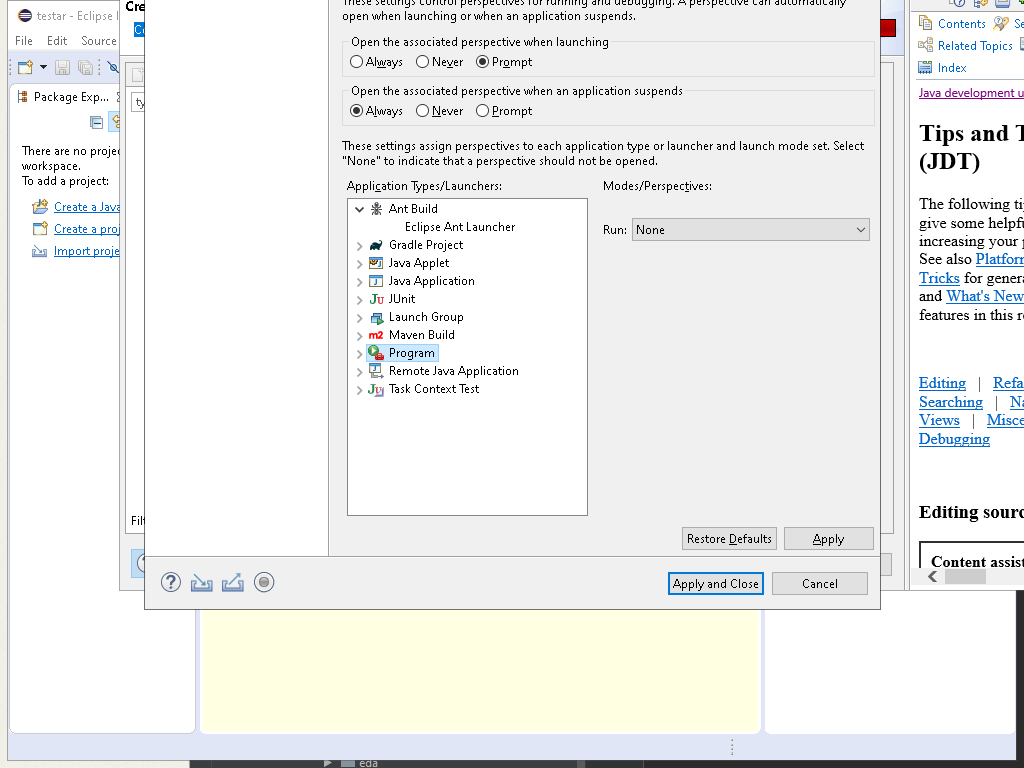 testar - Eclipse I
File Edit Source
Package Exp...
There are no proje
workspace.
To add a project:
Create a Java
Create a proj
Import proje
Cre
ty
Filt
These settings control perspectives for running and debugging. A perspective can automatically
open when launching or when an application suspends.
Open the associated perspective when launching
Always Never Prompt
Open the associated perspective when an application suspends
Always Never Prompt
These settings assign perspectives to each application type or launcher and launch mode set. Select
"None" to indicate that a perspective should not be opened.
Application Types/Launchers:
Modes/Perspectives:
Ant Build
Eclipse Ant Launcher
Gradle Project
Java Applet
Java Application
JUnit
Launch Group
Maven Build
Program
Remote Java Application
Task Context Test
Run: None
Restore Defaults Apply
Apply and Close Cancel
Contents Se
Related Topics
Index
Java development u
Tips and T
(JDT)
The following ti
give some helpfu
increasing your p
See also Platform
Tricks for genera
and What's New
features in this re
Editing | Refa
Searching | Na
Views | Misce
Debugging
Editing sourc
Content assist
eda